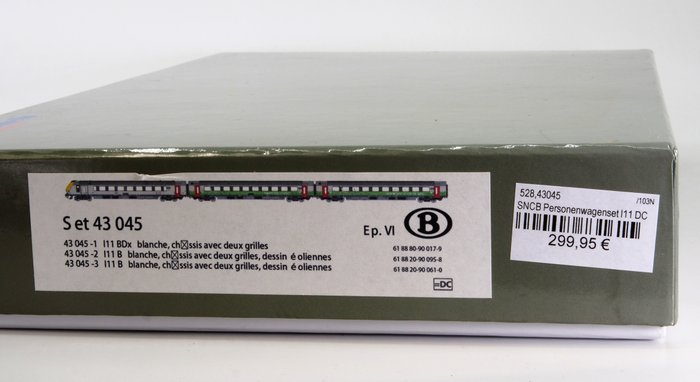 Set 43 045
Ep. VI
B
43 045 -1 I11 BDx blanche, ch□ssis avec deux grilles
61 88 80-90 017-9
43 045 -2 I11 B blanche, ch□ssis avec deux grilles, dessin é oliennes
61 88 20-90 095-8
43 045 -3 I11 B blanche, ch□ssis avec deux grilles, dessin é oliennes
61 88 20-90 061-0
=DC
528,43045
/103N
SNCB Personenwagenset I11 DC
299,95 €